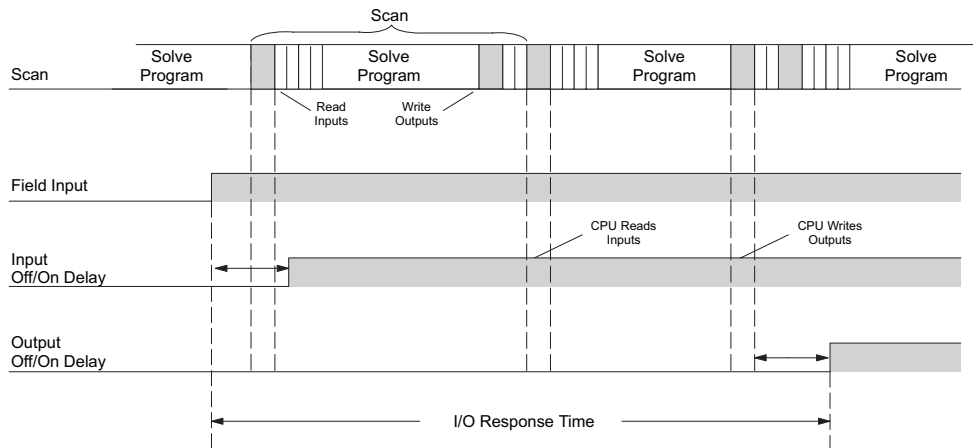 Scan
Scan
Solve
Program
Solve
Program
Solve
Program
Solve
Program
Read
Inputs
Write
Outputs
Field Input
CPU Reads
Inputs
CPU Writes
Outputs
Input
Off/On Delay
Output
Off/On Delay
I/O Response Time